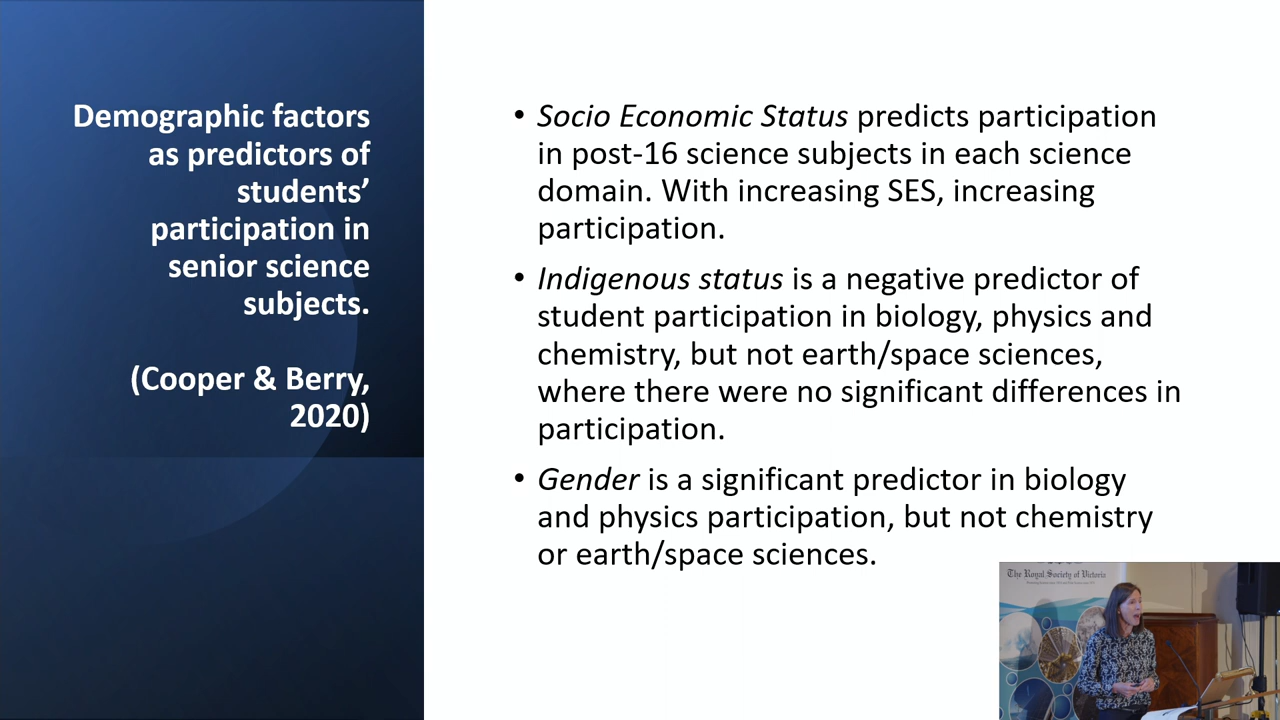 Demographic factors
as predictors of
students’
participation in
senior science
subjects.
(Cooper & Berry,
2020)
• Socio Economic Status predicts participation
in post-16 science subjects in each science
domain. With increasing SES, increasing
participation.
• Indigenous status is a negative predictor of
student participation in biology, physics and
chemistry, but not earth/space sciences,
where there were no significant differences in
participation.
• Gender is a significant predictor in biology
and physics participation, but not chemistry
or earth/space sciences.
The Royal Society of Victoria